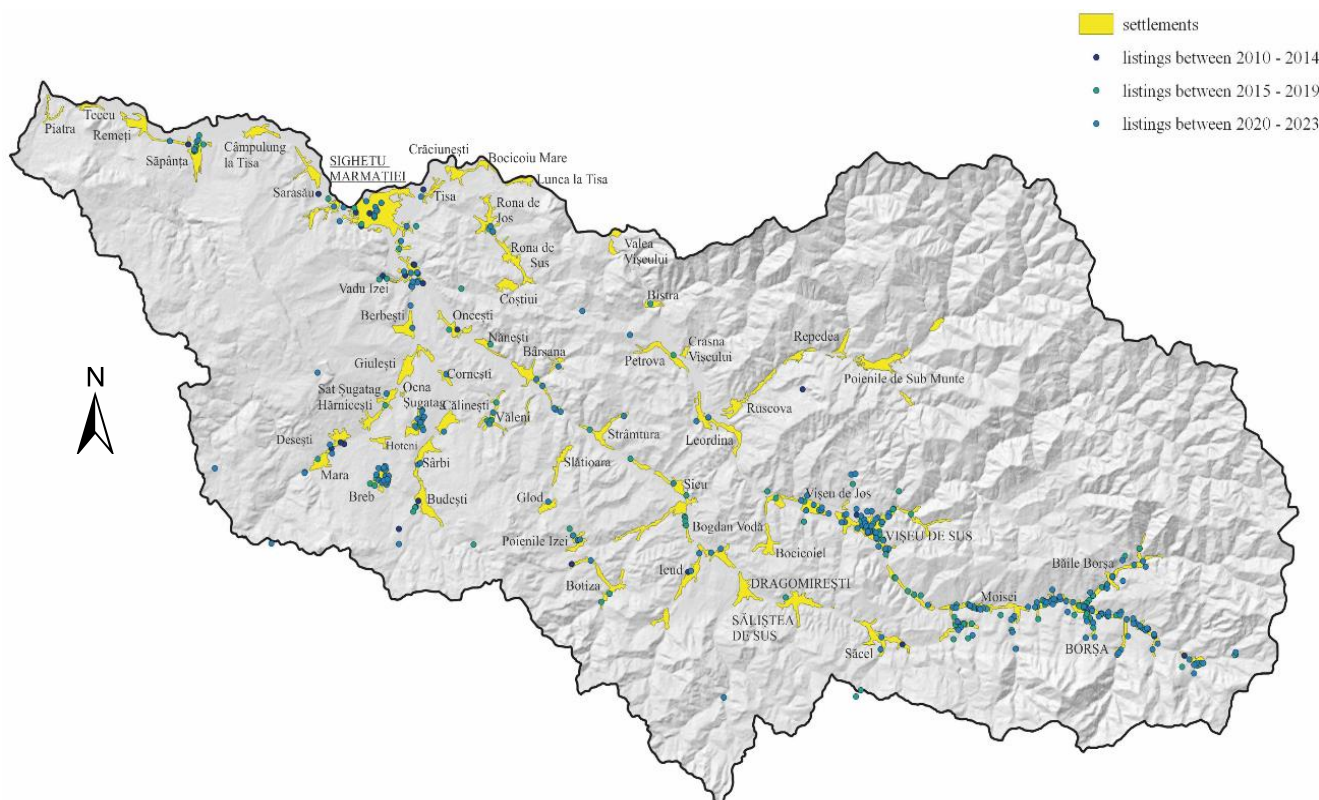 settlements
listings between 2010 - 2014
listings between 2015 - 2019
listings between 2020 - 2023
Piatra
Teceu
Remeți
Săpânța
Câmpulung
la Tisa
SIGHETU
MARMAȚIEI
Sarasău
Crăciunești
Bocicoiu Mare
Tisa
Lunca la Tisa
Rona de
Jos
Rona de
Sus
Coștiui
Valea
Vișeului
Bistra
Vadu Izei
Berbești
Oncești
Nănești
Bârsana
Petrova
Crasna
Vișeului
Repedea
Poienile de Sub Munte
Ruscova
Leordina
Giulești
Cornești
Sat Șugatag
Hărnicești
Ocna
Șugatag
Călinești
Văleni
Desești
Hoteni
Mara
Breb
Sârbi
Budești
Strâmtura
Slătioara
Glod
Șieu
Poienile Izei
Bogdan Vodă
Botiza
Ieud
Vișeu de Jos
VIȘEU DE SUS
Bocicoiel
DRAGOMIREȘTI
SĂLIȘTEA
DE SUS
Săcel
Moisei
Băile Borșa
BORȘA
N